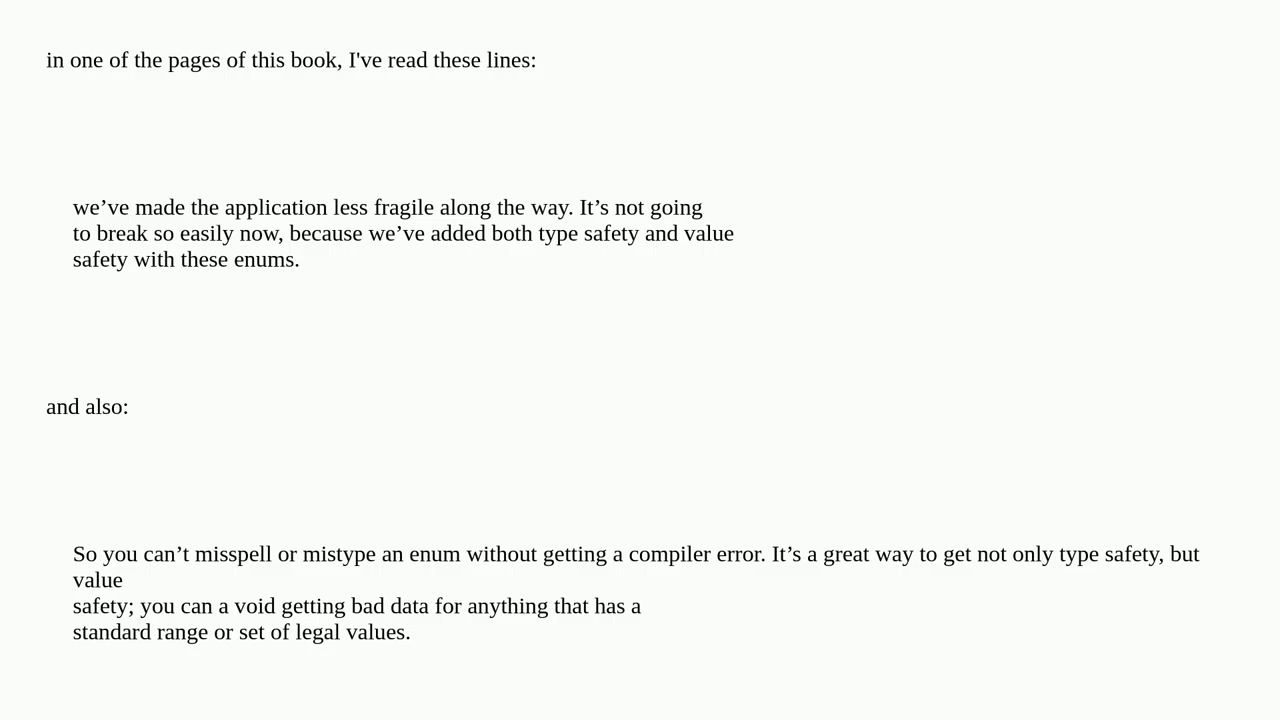 in one of the pages of this book, I've read these lines:
we’ve made the application less fragile along the way. It’s not going
to break so easily now, because we’ve added both type safety and value
safety with these enums.
and also:
So you can’t misspell or mistype an enum without getting a compiler error. It’s a great way to get not only type safety, but
value
safety; you can a void getting bad data for anything that has a
standard range or set of legal values.